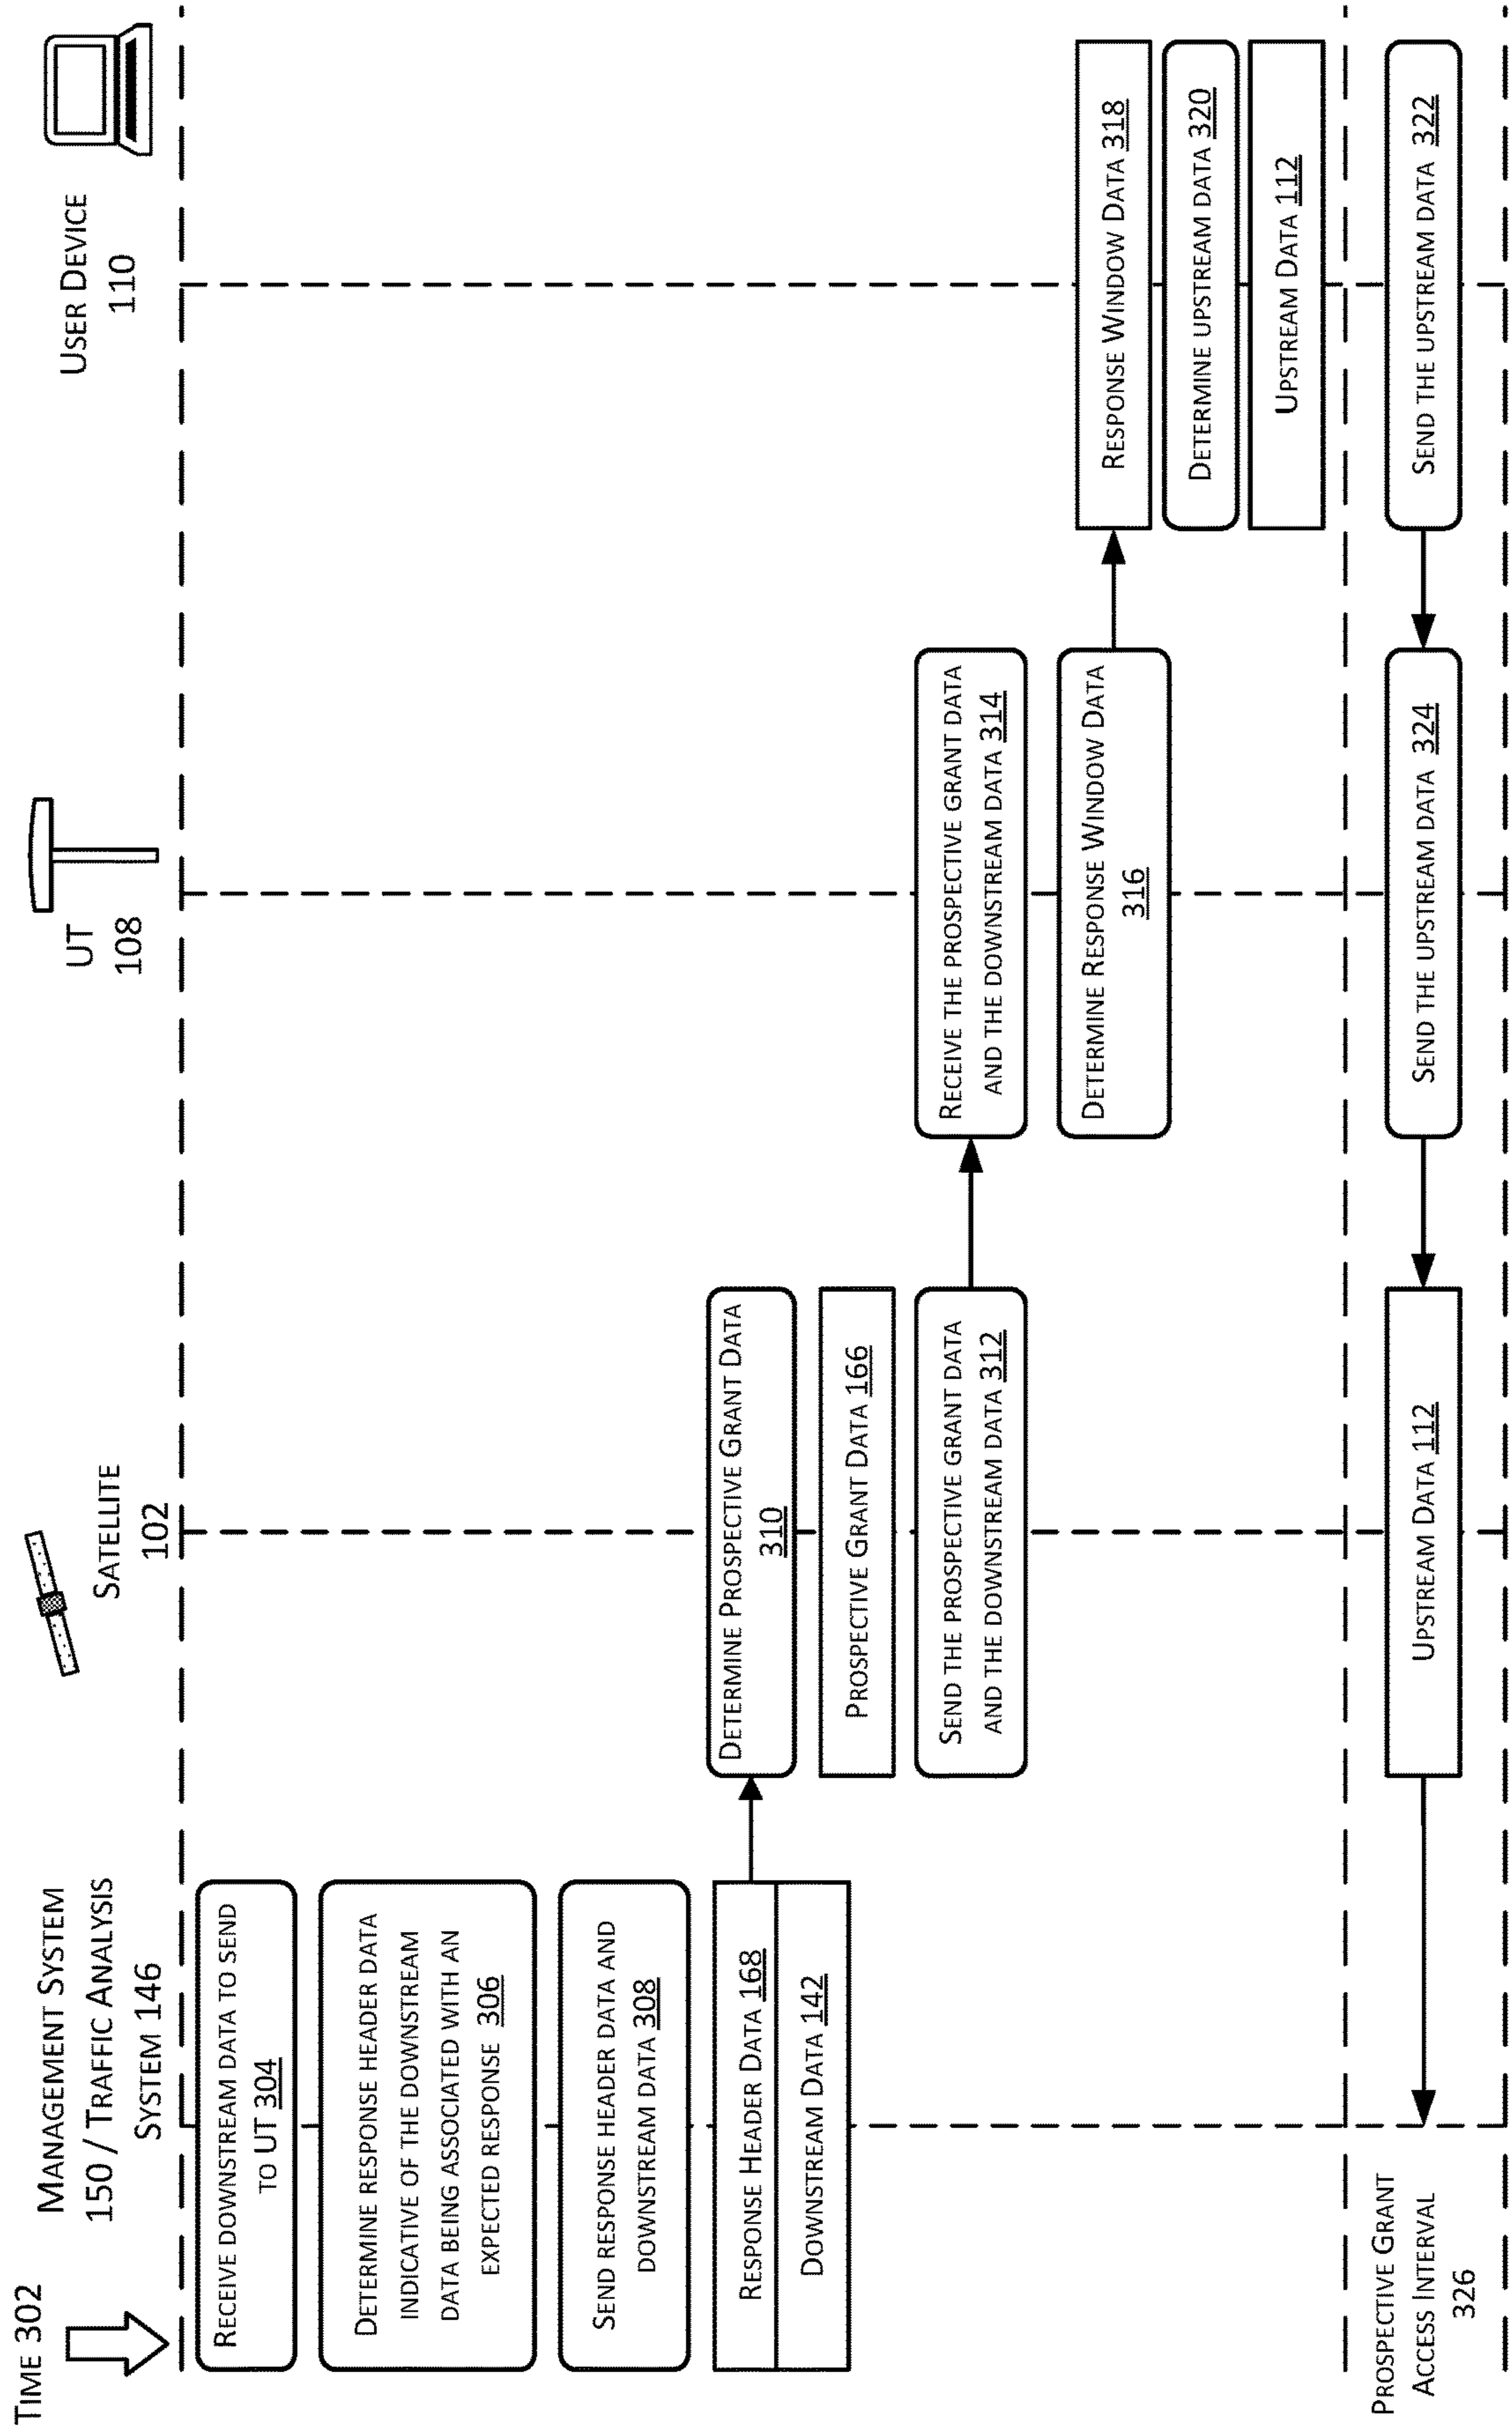 TIME 302
MANAGEMENT SYSTEM
150 / TRAFFIC ANALYSIS
SYSTEM 146
SATELLITE
102
UT
108
USER DEVICE
110
RECEIVE DOWNSTREAM DATA TO SEND
TO UT 304
DETERMINE RESPONSE HEADER DATA
INDICATIVE OF THE DOWNSTREAM
DATA BEING ASSOCIATED WITH AN
EXPECTED RESPONSE 306
SEND RESPONSE HEADER DATA AND
DOWNSTREAM DATA 308
RESPONSE HEADER DATA 168
DOWNSTREAM DATA 142
DETERMINE PROSPECTIVE GRANT DATA
310
PROSPECTIVE GRANT DATA 166
SEND THE PROSPECTIVE GRANT DATA
AND THE DOWNSTREAM DATA 312
RECEIVE THE PROSPECTIVE GRANT DATA
AND THE DOWNSTREAM DATA 314
DETERMINE RESPONSE WINDOW DATA
316
RESPONSE WINDOW DATA 318
DETERMINE UPSTREAM DATA 320
UPSTREAM DATA 112
PROSPECTIVE GRANT
ACCESS INTERVAL
326
UPSTREAM DATA 112
SEND THE UPSTREAM DATA 324
SEND THE UPSTREAM DATA 322